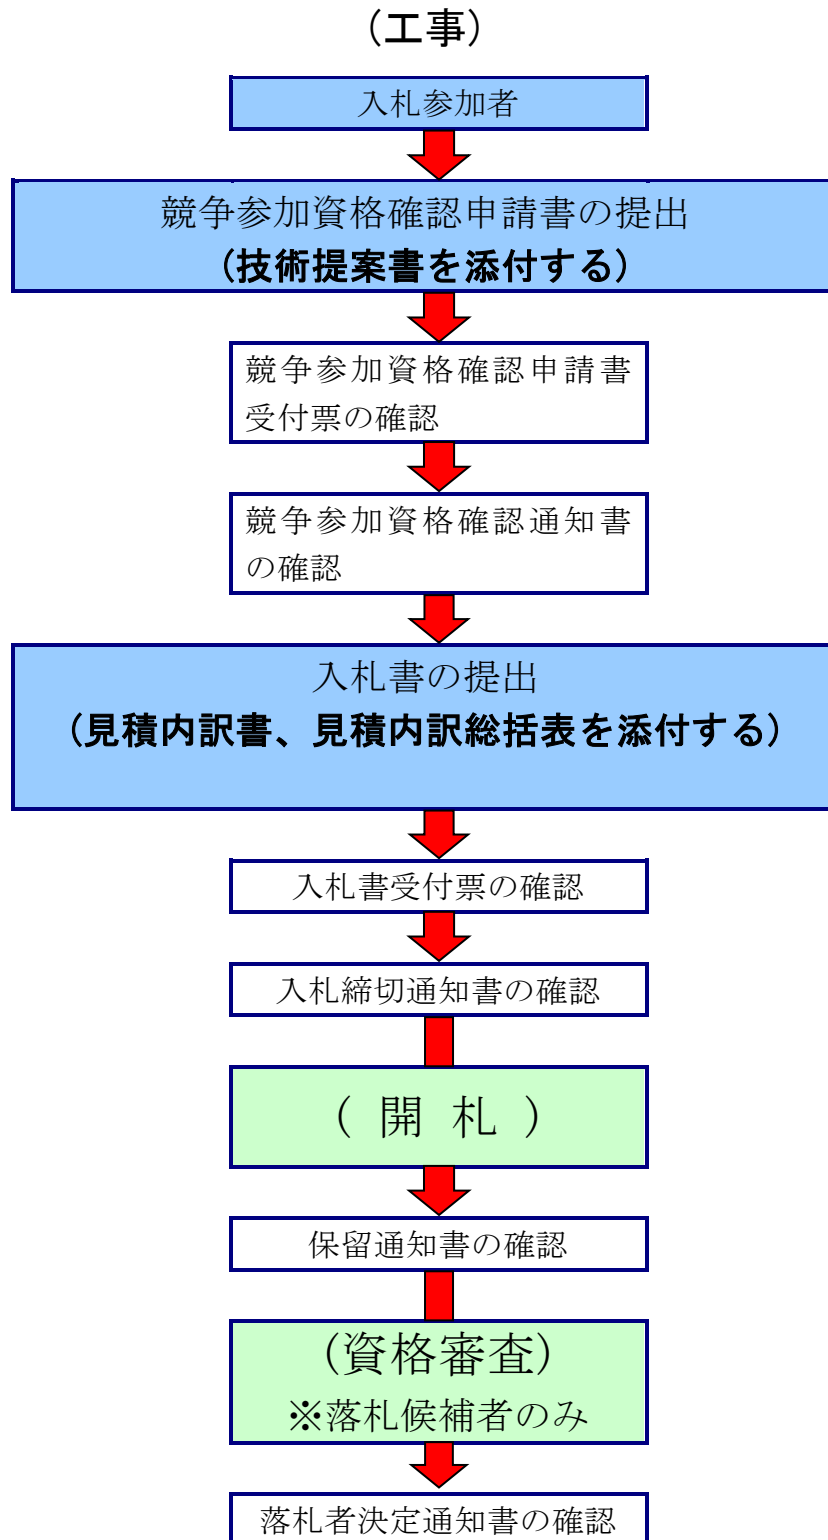 (工事)
入札参加者
競争参加資格確認申請書の提出
(技術提案書を添付する)
競争参加資格確認申請書
受付票の確認
競争参加資格確認通知書
の確認
入札書の提出
(見積内訳書、見積内訳総括表を添付する)
入札書受付票の確認
入札締切通知書の確認
( 開 札 )
保留通知書の確認
(資格審査)
※落札候補者のみ
落札者決定通知書の確認